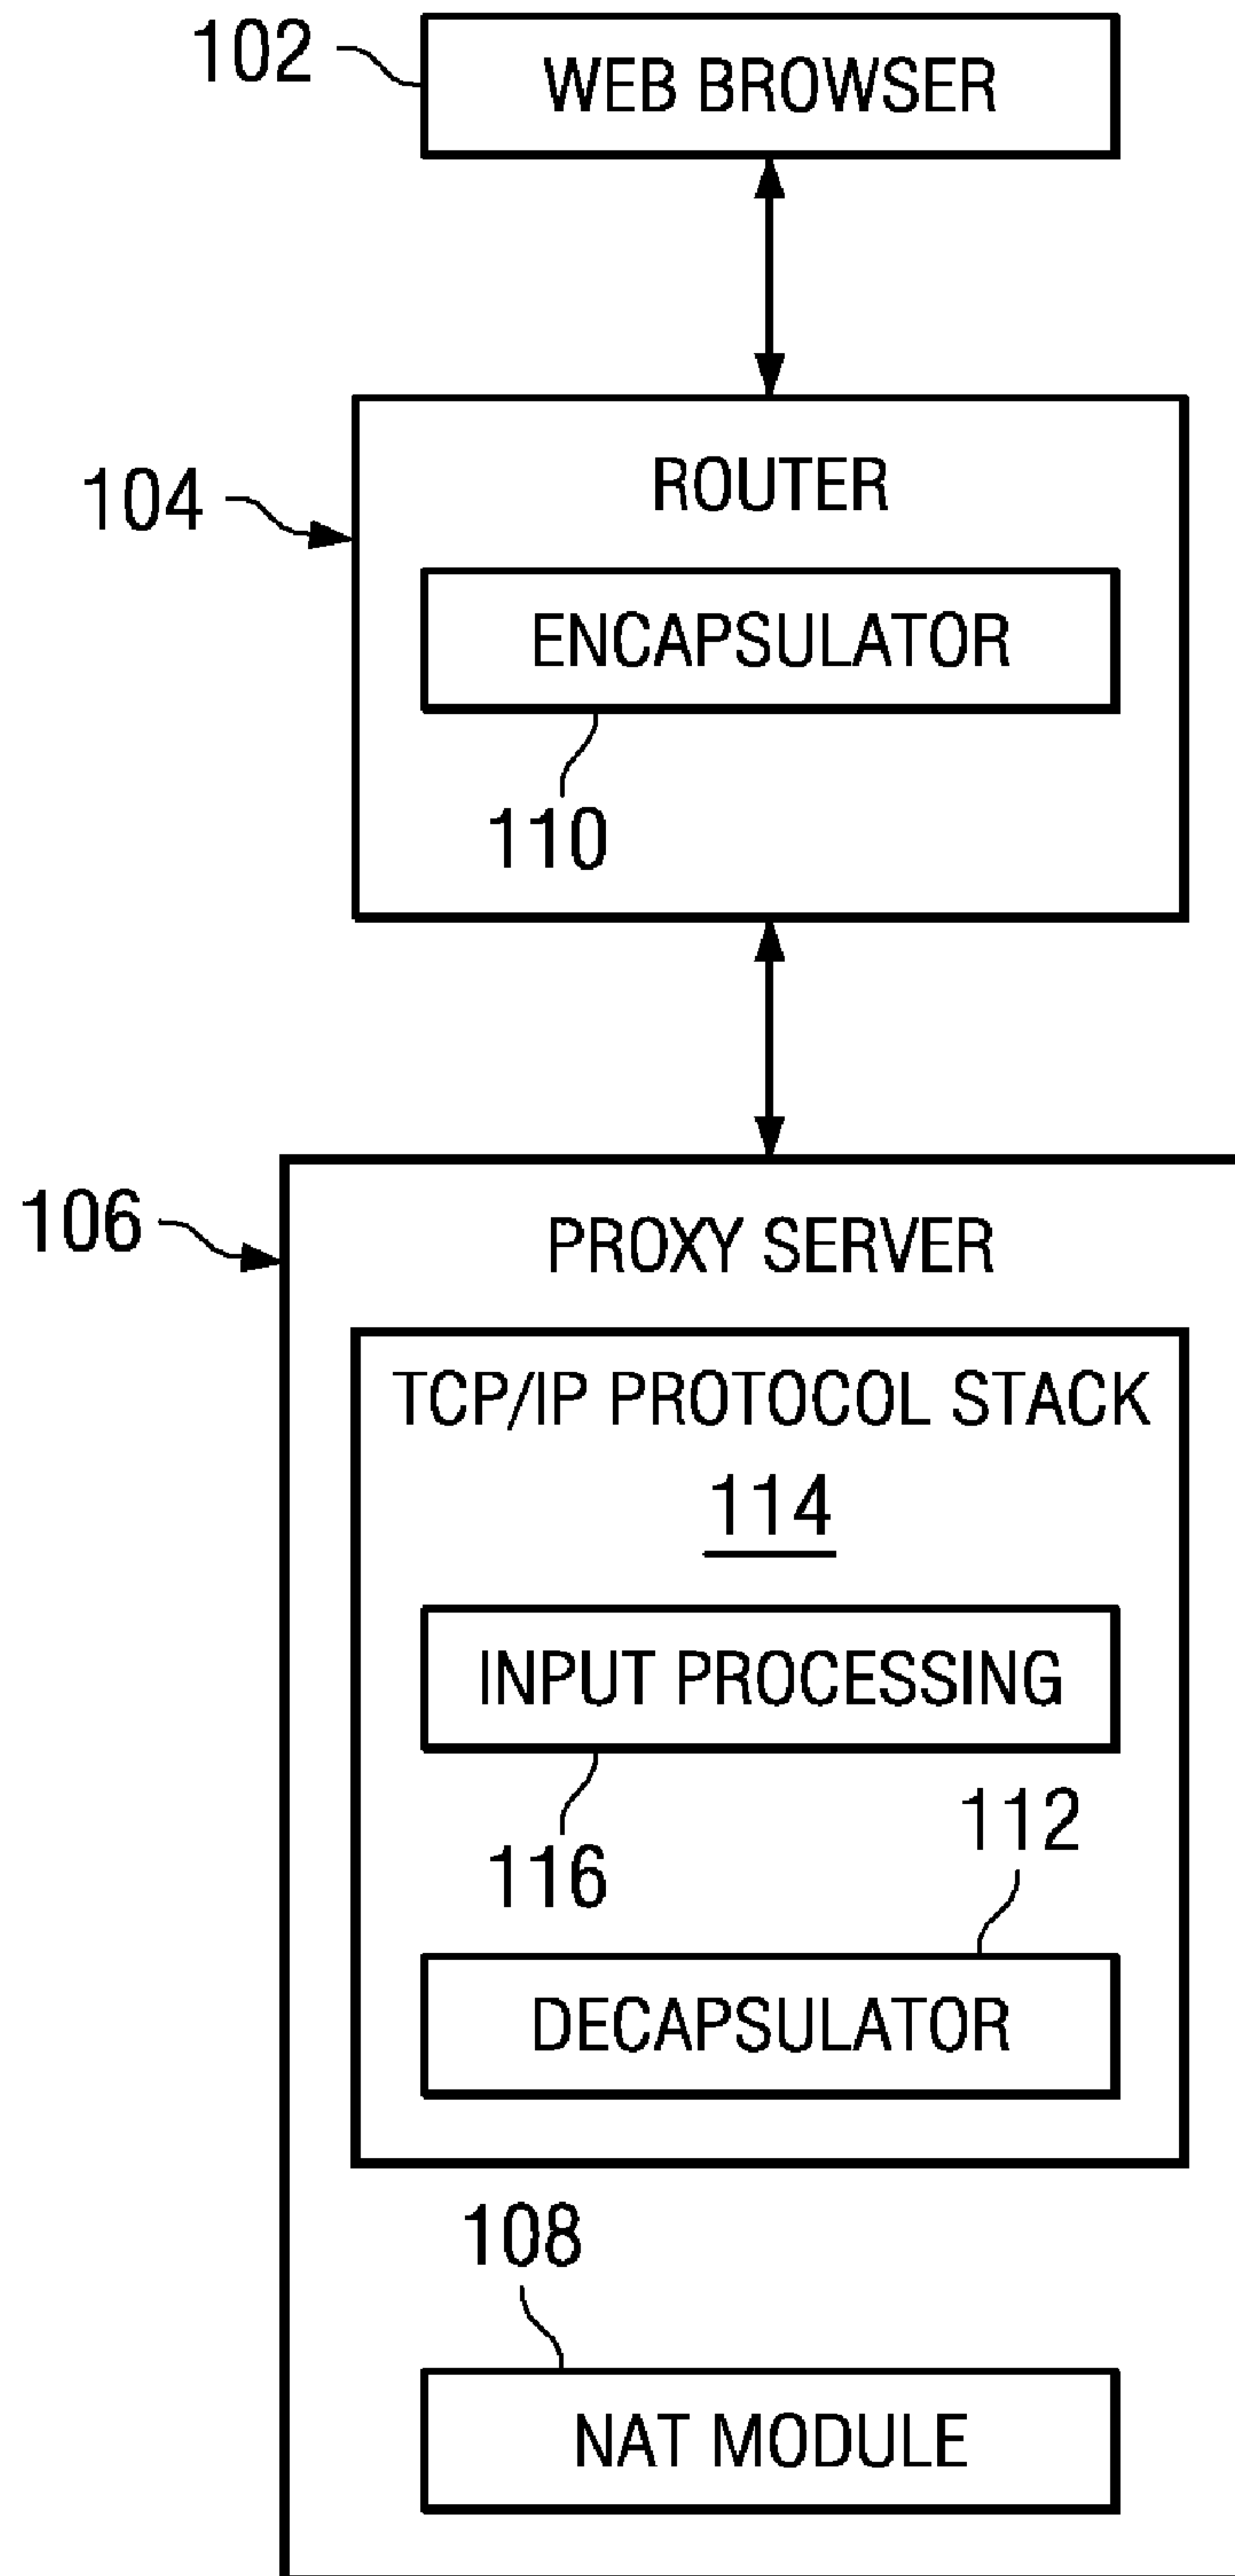 102
WEB BROWSER
104
ROUTER
ENCAPSULATOR
110
106
PROXY SERVER
TCP/IP PROTOCOL STACK
114
INPUT PROCESSING
116
112
DECAPSULATOR
108
NAT MODULE